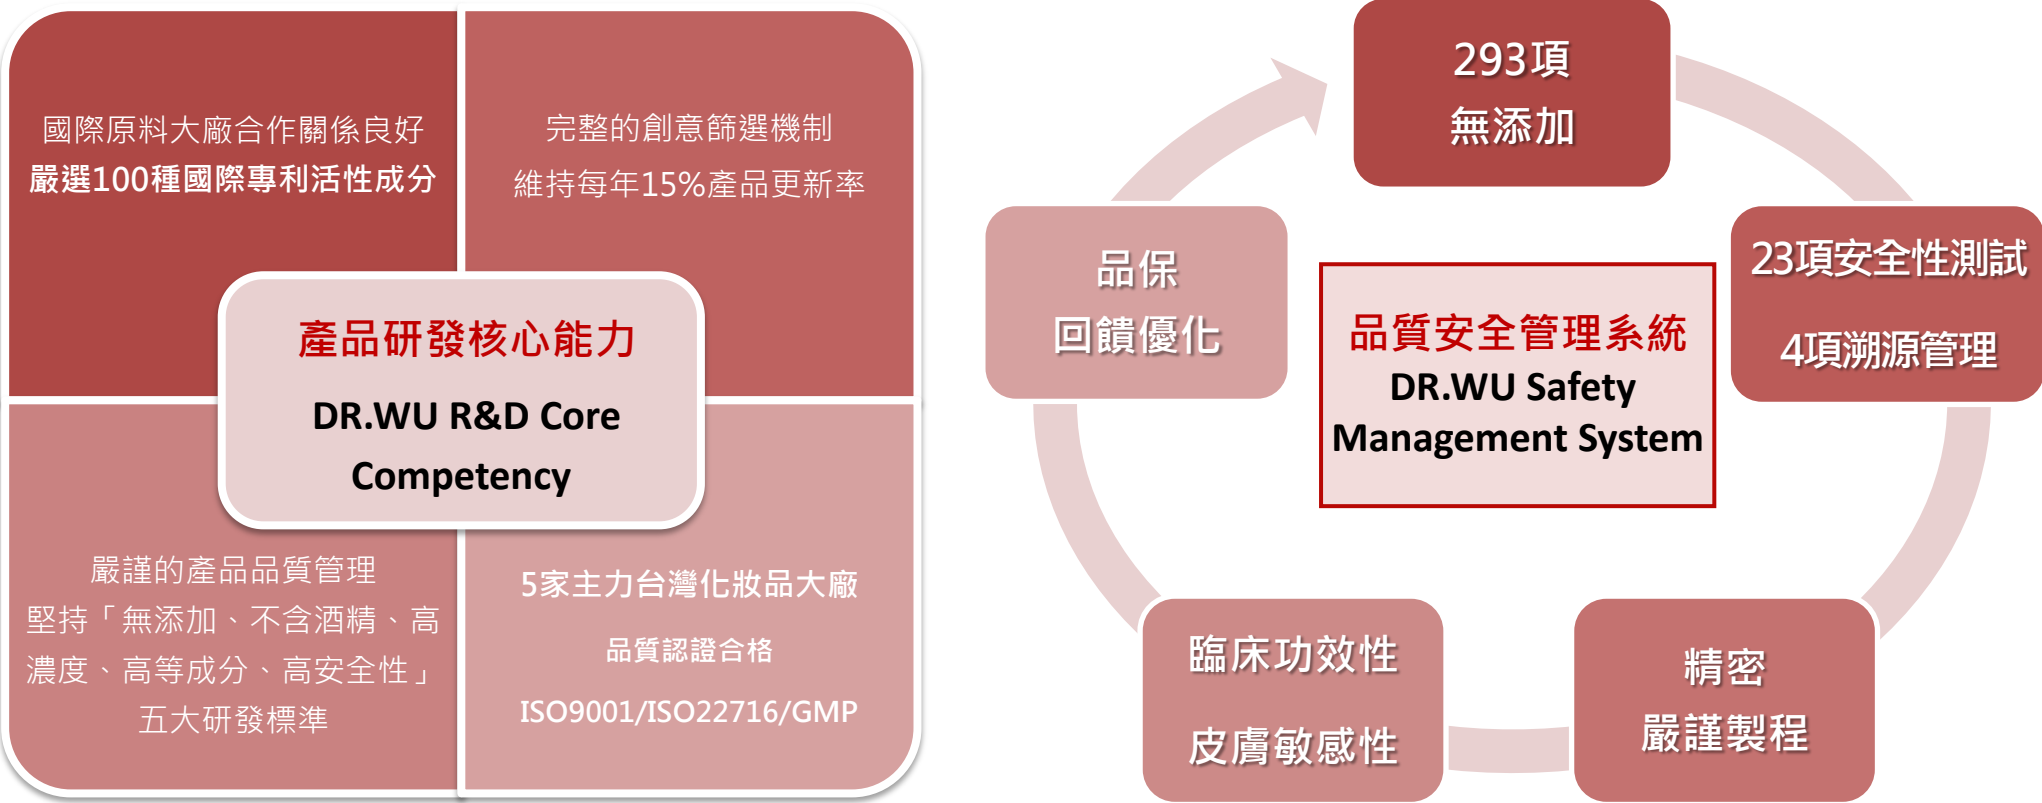 國際原料大廠合作關係良好
嚴選100種國際專利活性成分
完整的創意篩選機制
維持每年15%產品更新率
產品研發核心能力
DR.WU R&D Core
Competency
嚴謹的產品品質管理
堅持「無添加、不含酒精、高
濃度、高等成分、高安全性」
五大研發標準
5家主力台灣化妝品大廠
品質認證合格
ISO9001/ISO22716/GMP
293項
無添加
23項安全性測試
4項溯源管理
精密
嚴謹製程
臨床功效性
皮膚敏感性
品保
回饋優化
品質安全管理系統
DR.WU Safety
Management System